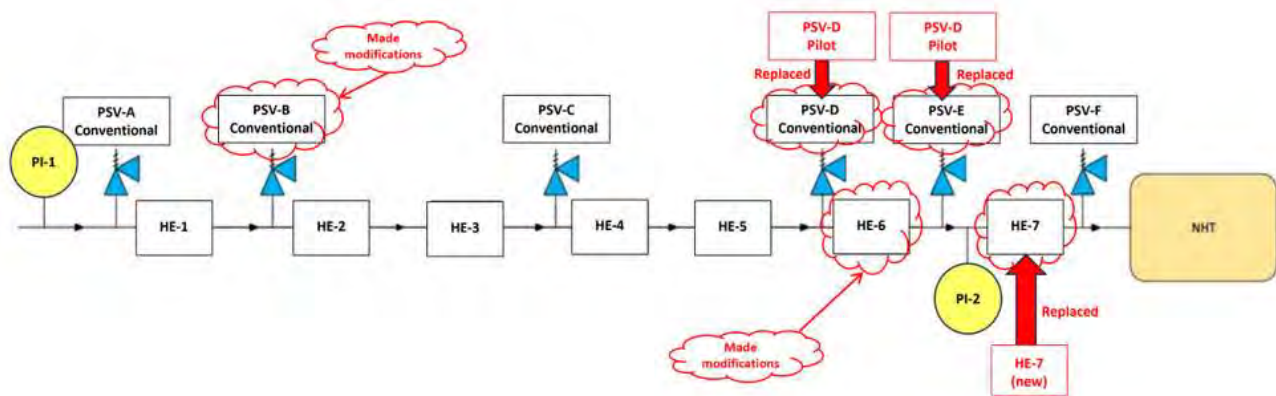 PSV-D
Pilot
PSV-D
Pilot
Made
modifications
Replaced
Replaced
PSV-A
Conventional
PSV-B
Conventional
PSV-C
Conventional
PSV-D
Conventional
PSV-E
Conventional
PSV-F
Conventional
PI-1
HE-1
HE-2
HE-3
HE-4
HE-5
HE-6
HE-7
NHT
PI-2
Replaced
Made
modifications
HE-7
(new)